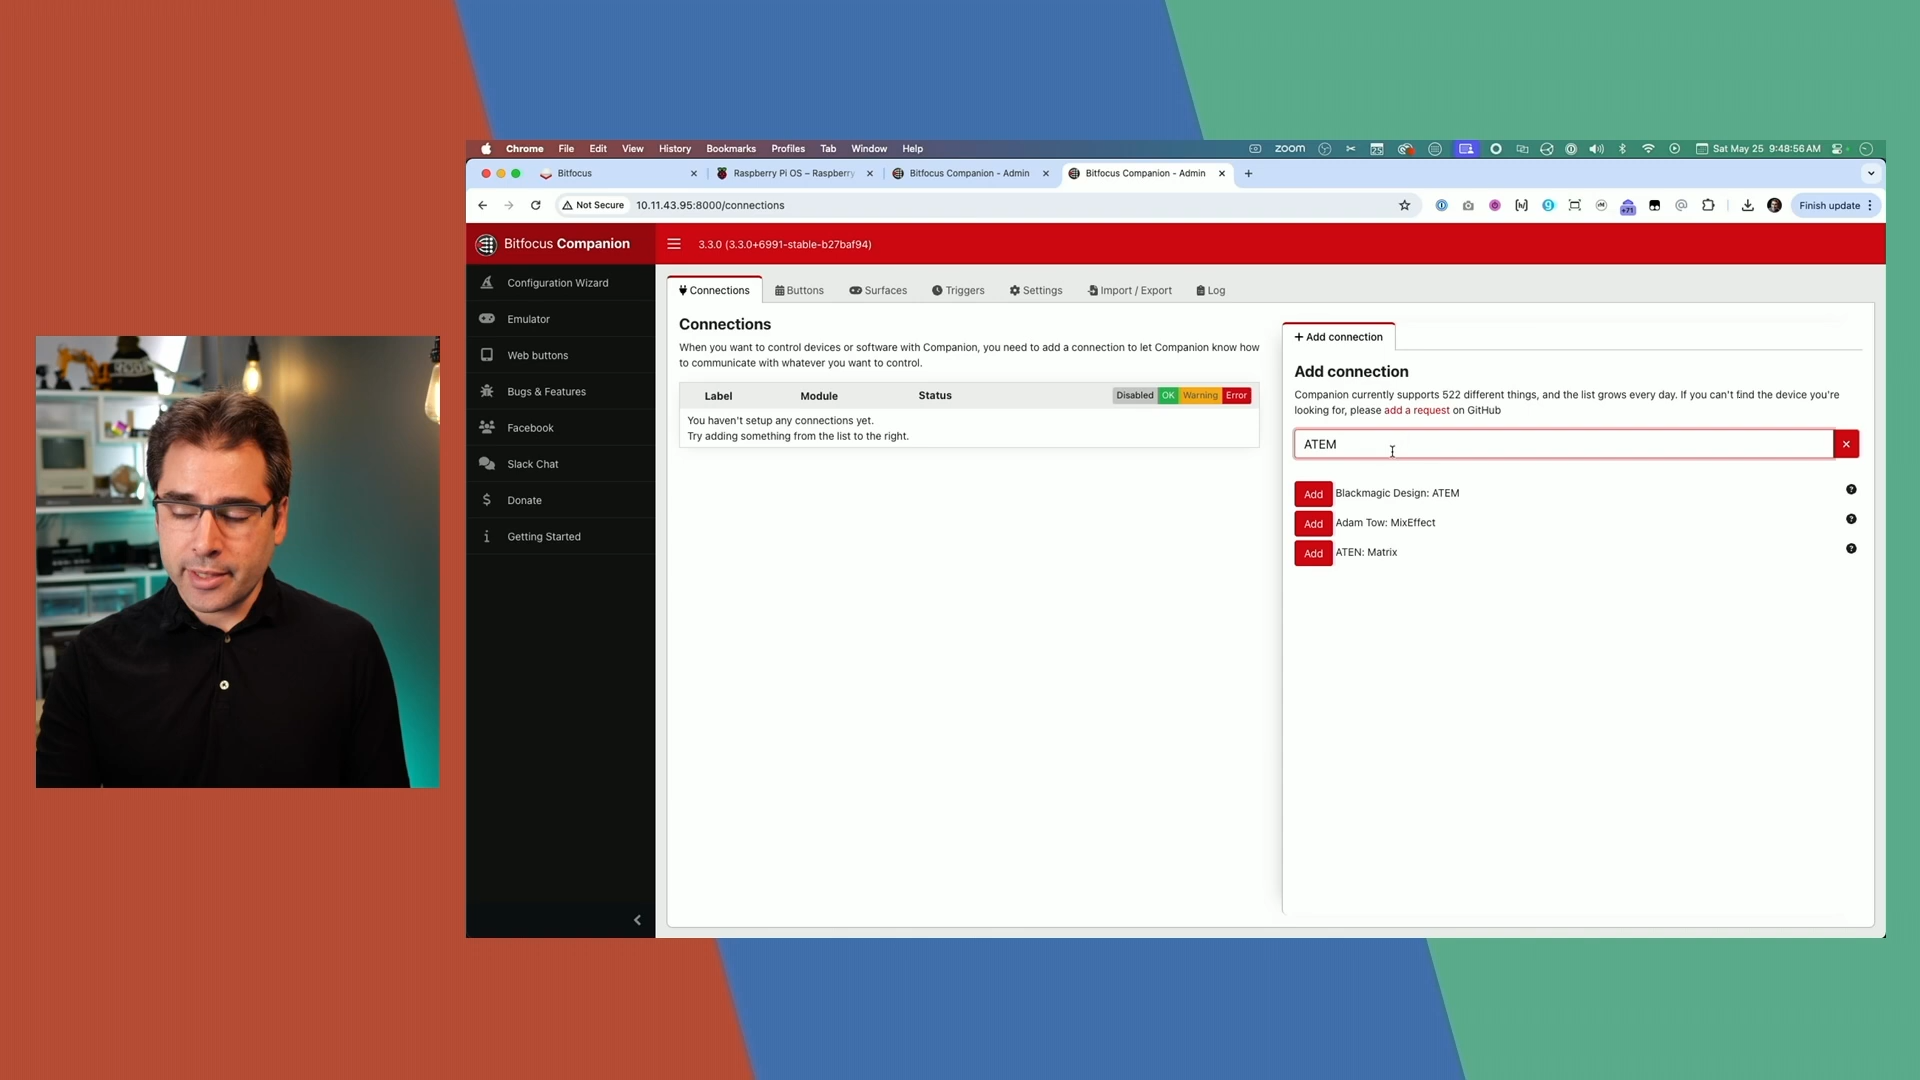 Chrome File Edit View History Bookmarks Profiles Tab Window Help
zoom
Sat May 25 9:48:56 AM
Bitfocus
Raspberry Pi OS – Raspberry
Bitfocus Companion - Admin
Bitfocus Companion - Admin
Not Secure
10.11.43.95:8000/connections
+71
Finish update
Bitfocus Companion
3.3.0 (3.3.0+6991-stable-b27baf94)
Configuration Wizard
Emulator
Web buttons
Bugs & Features
Facebook
Slack Chat
Donate
Getting Started
Connections
Buttons
Surfaces
Triggers
Settings
Import / Export
Log
Connections
When you want to control devices or software with Companion, you need to add a connection to let Companion know how
to communicate with whatever you want to control.
Label Module Status Disabled OK Warning Error
You haven't setup any connections yet.
Try adding something from the list to the right.
+ Add connection
Add connection
Companion currently supports 522 different things, and the list grows every day. If you can't find the device you're
looking for, please add a request on GitHub
ATEM
Add Blackmagic Design: ATEM
Add Adam Tow: MixEffect
Add ATEN: Matrix